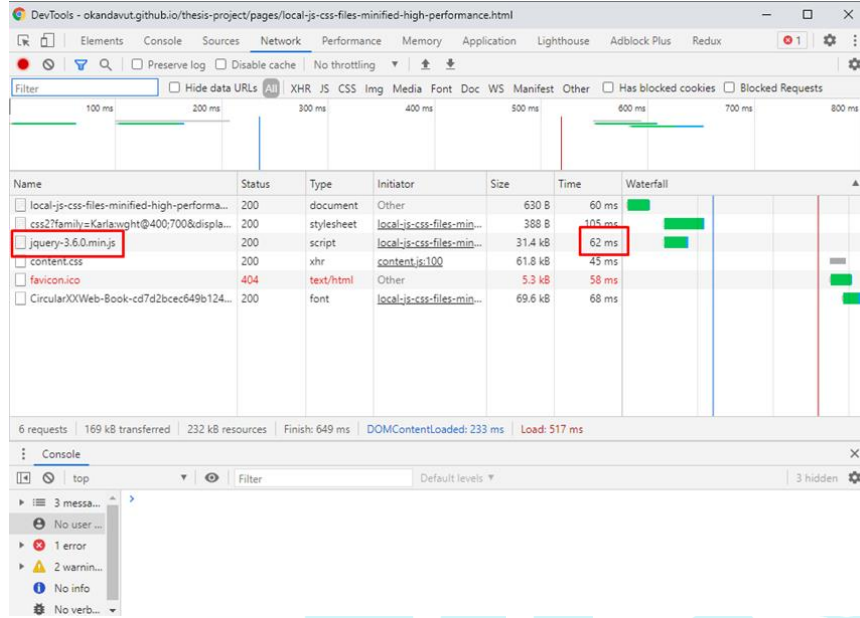 DevTools - okandavut.github.io/thesis-project/pages/local-js-css-files-minified-high-performance.html
Elements Console Sources Network Performance Memory Application Lighthouse Adblock Plus Redux 1
Preserve log Disable cache No throttling
Filter Hide data URLs All XHR JS CSS Img Media Font Doc WS Manifest Other Has blocked cookies Blocked Requests
100 ms 200 ms 300 ms 400 ms 500 ms 600 ms 700 ms 800 ms
Name Status Type Initiator Size Time Waterfall
local-js-css-files-minified-high-performa... 200 document Other 630 B 60 ms
css2?family=Karla:wght@400;700&displa... 200 stylesheet local-js-css-files-min... 388 B 105 ms
jquery-3.6.0.min.js 200 script local-js-css-files-min... 31.4 kB 62 ms
content.css 200 xhr content.js:100 61.8 kB 45 ms
favicon.ico 404 text/html Other 5.3 kB 58 ms
CircularXXWeb-Book-cd7d2bcec649b124... 200 font local-js-css-files-min... 69.6 kB 68 ms
6 requests 169 kB transferred 232 kB resources Finish: 649 ms DOMContentLoaded: 233 ms Load: 517 ms
Console
top Filter Default levels 3 hidden
3 messa...
No user ...
1 error
2 warnin...
No info
No verb...